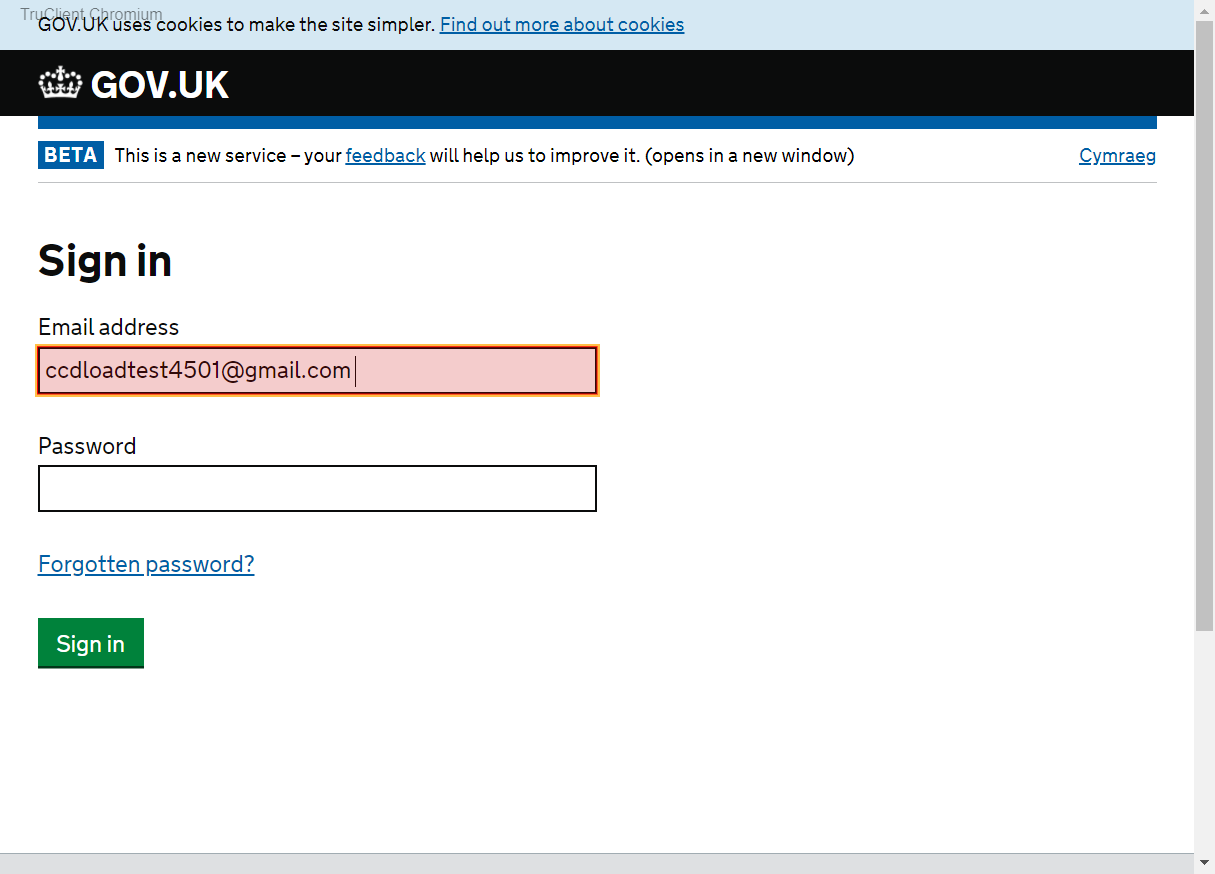 TruClient Chromium
GOV.UK uses cookies to make the site simpler. Find out more about cookies
GOV.UK
BETA This is a new service – your feedback will help us to improve it. (opens in a new window) Cymraeg
Sign in
Email address
ccdloadtest4501@gmail.com
Password
Forgotten password?
Sign in